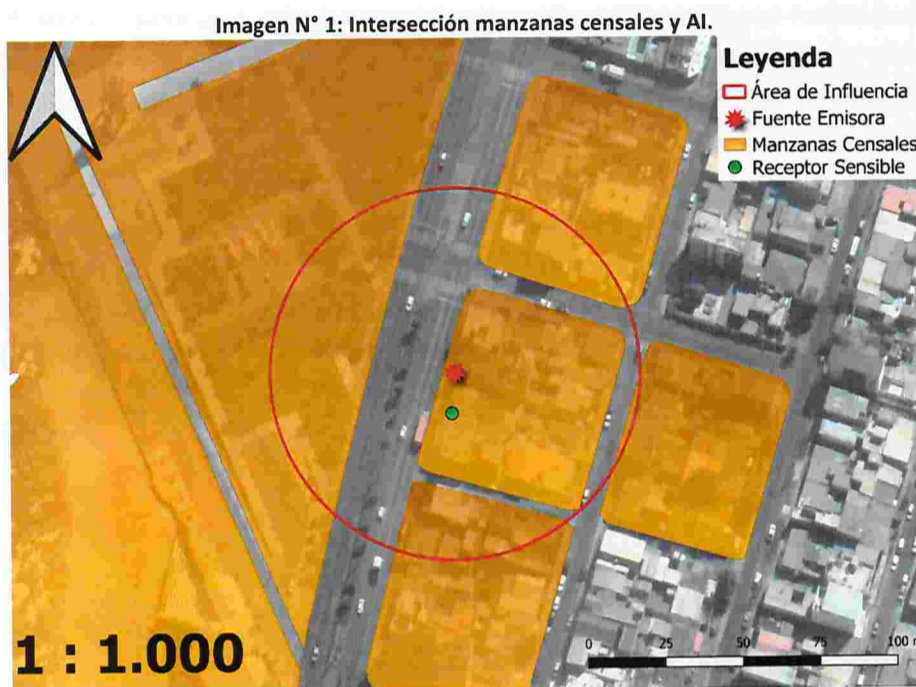 Imagen N° 1: Intersección manzanas censales y AI.
Leyenda
Área de Influencia
Fuente Emisora
Manzanas Censales
Receptor Sensible
1 : 1.000
0 25 50 75 100 m